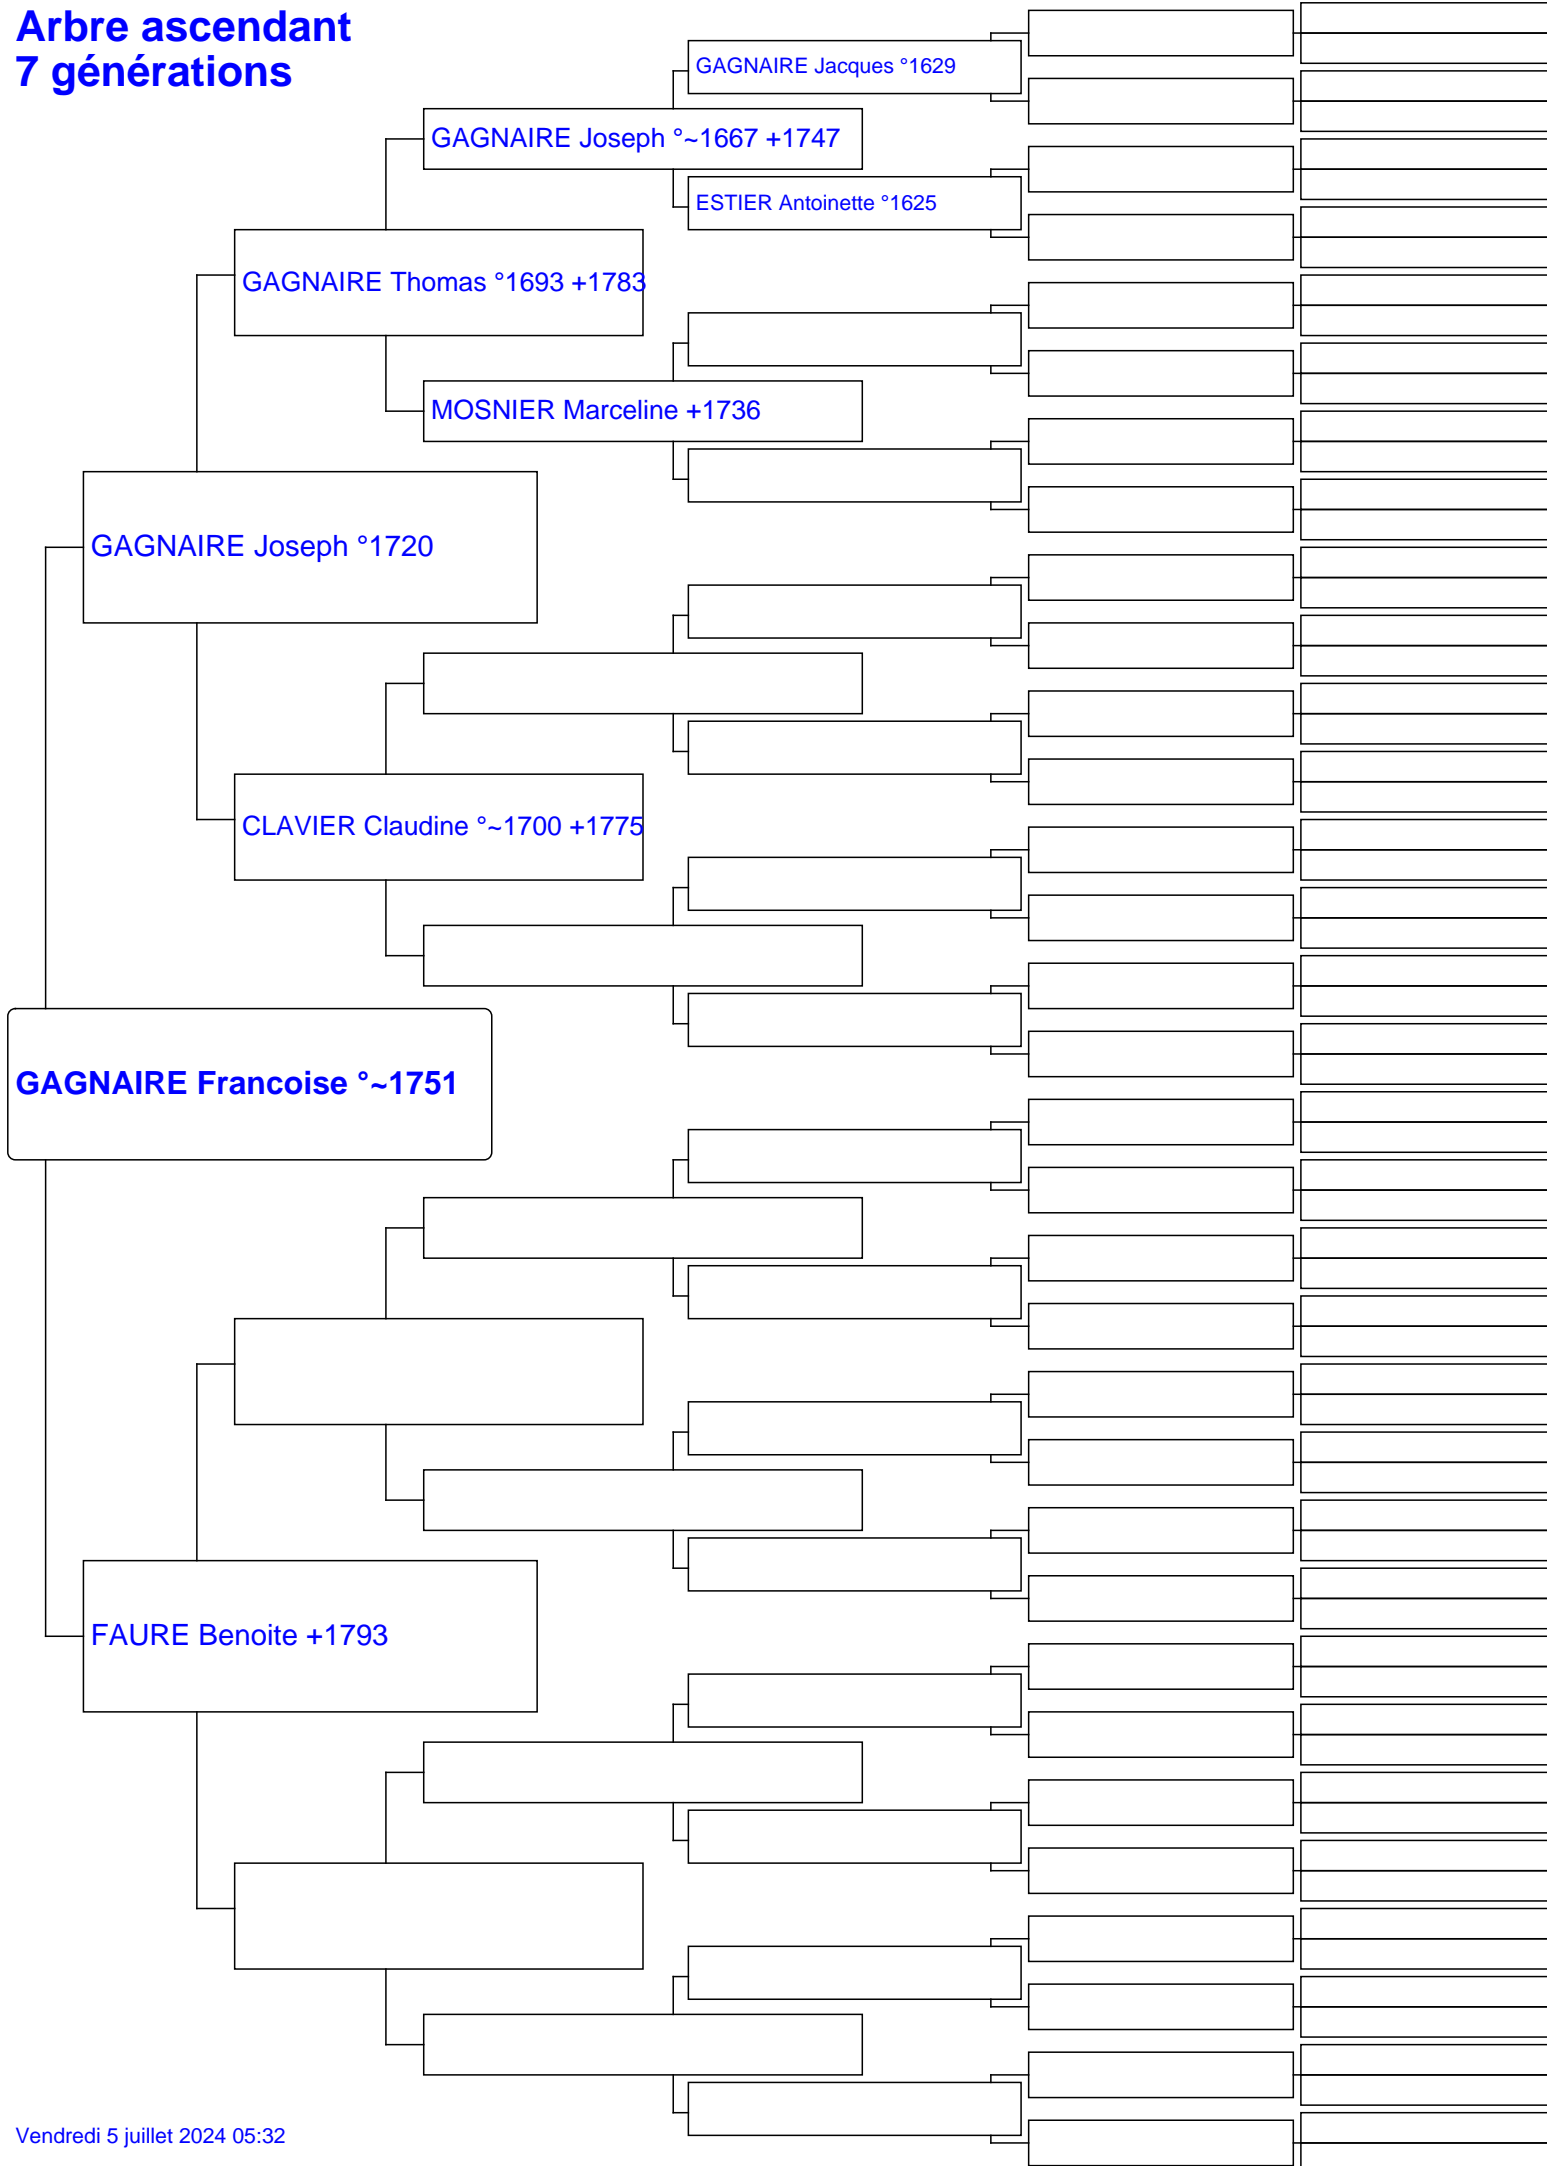 Arbre ascendant
7 générations
GAGNAIRE Jacques °1629
GAGNAIRE Joseph °~1667 +1747
ESTIER Antoinette °1625
GAGNAIRE Thomas °1693 +1783
MOSNIER Marceline +1736
GAGNAIRE Joseph °1720
CLAVIER Claudine °~1700 +1775
GAGNAIRE Francoise °~1751
FAURE Benoite +1793
Vendredi 5 juillet 2024 05:32